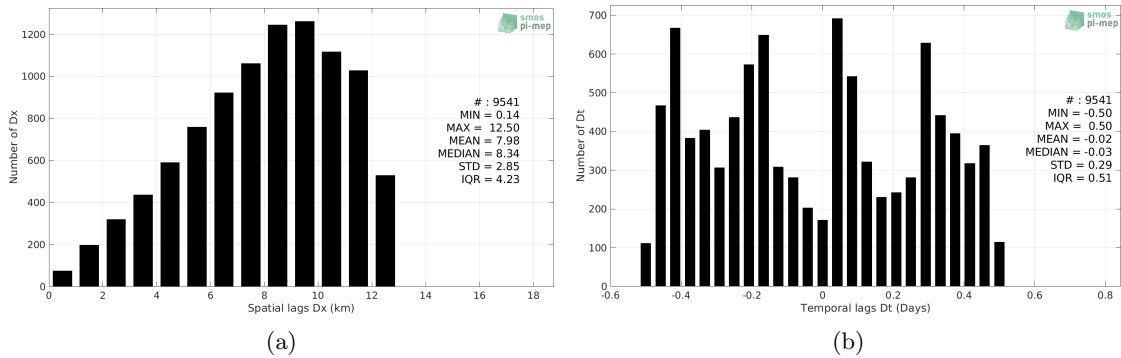 smos
pi-mep
Number of Dx
1200
1000
800
600
400
200
0
# : 9541
MIN = 0.14
MAX = 12.50
MEAN = 7.98
MEDIAN = 8.34
STD = 2.85
IQR = 4.23
0 2 4 6 8 10 12 14 16 18
Spatial lags Dx (km)
(a)
smos
pi-mep
Number of Dt
700
600
500
400
300
200
100
0
# : 9541
MIN = -0.50
MAX = 0.50
MEAN = -0.02
MEDIAN = -0.03
STD = 0.29
IQR = 0.51
-0.6 -0.4 -0.2 0 0.2 0.4 0.6 0.8
Temporal lags Dt (Days)
(b)